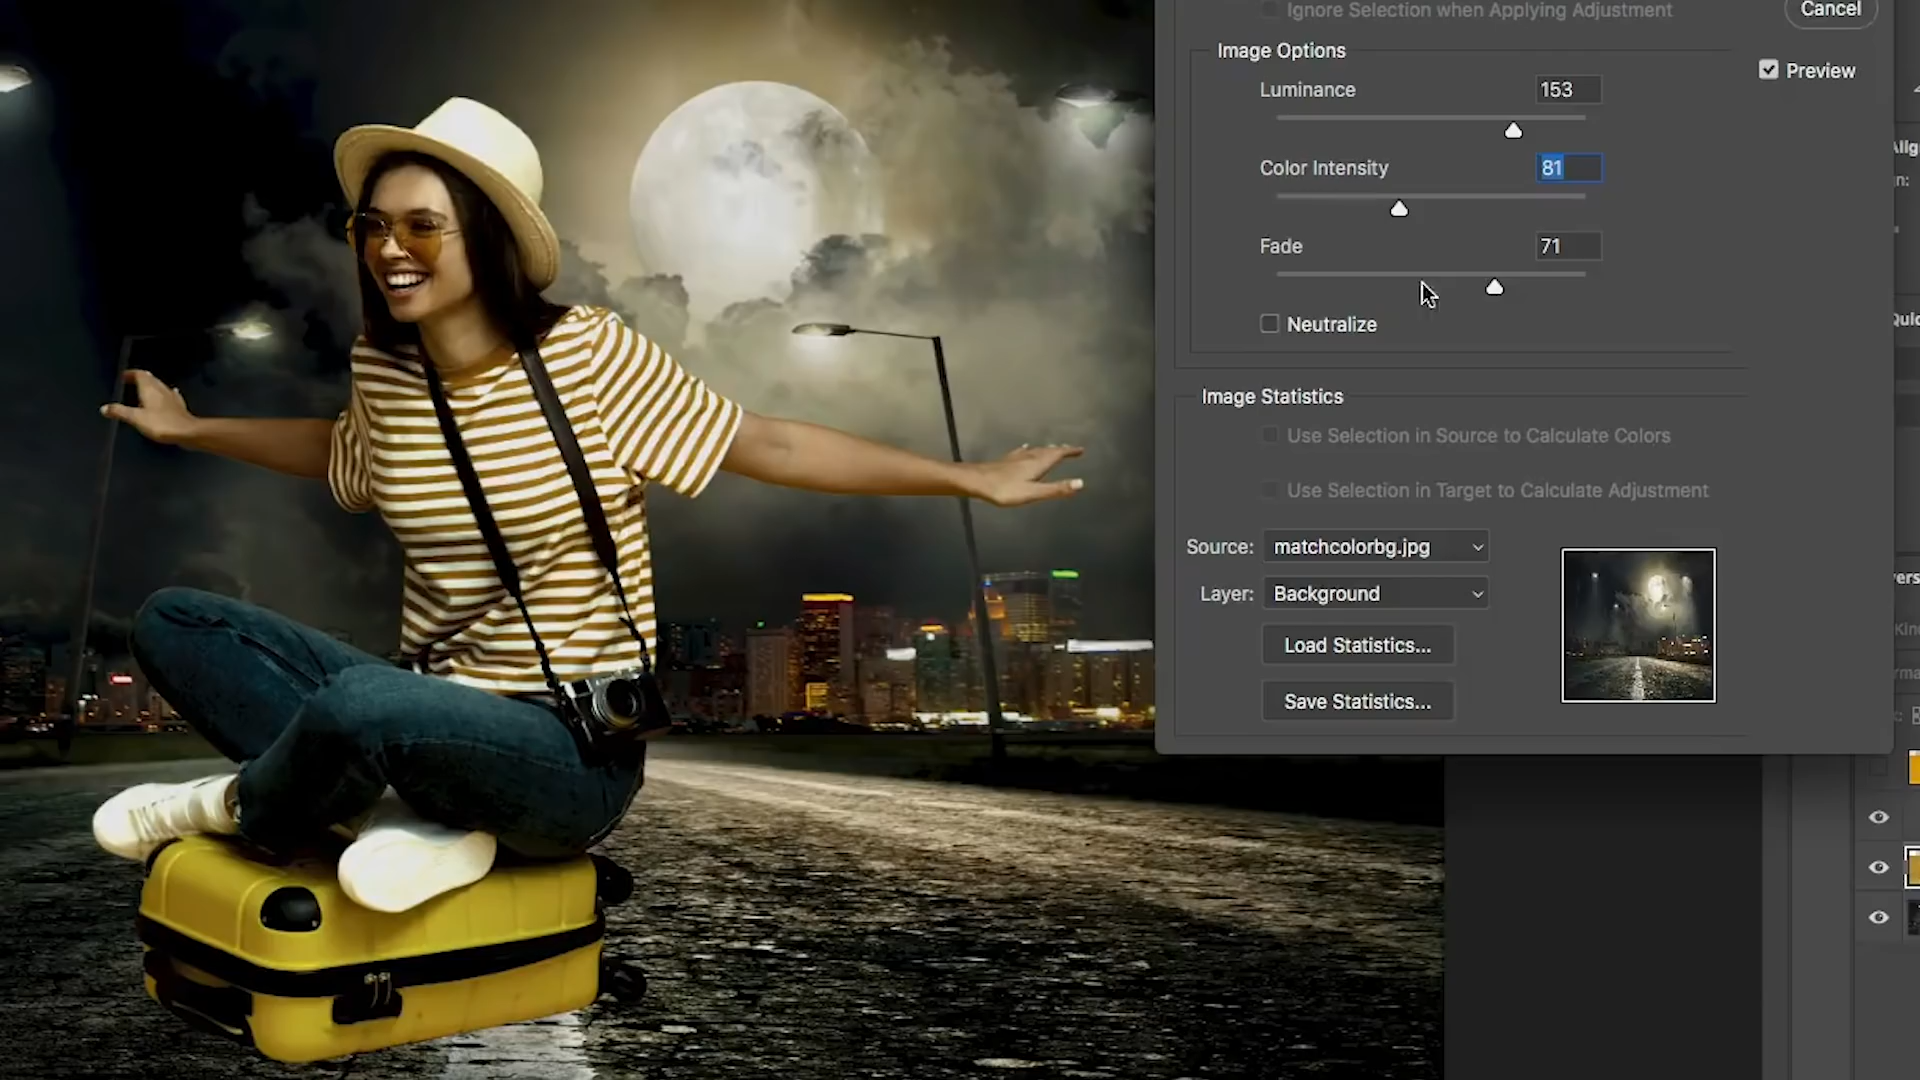 Ignore Selection when Applying Adjustment
Cancel
Image Options
Preview
Luminance 153
Color Intensity 81
Fade 71
Neutralize
Image Statistics
Use Selection in Source to Calculate Colors
Use Selection in Target to Calculate Adjustment
Source: matchcolorbg.jpg
Layer: Background
Load Statistics...
Save Statistics...